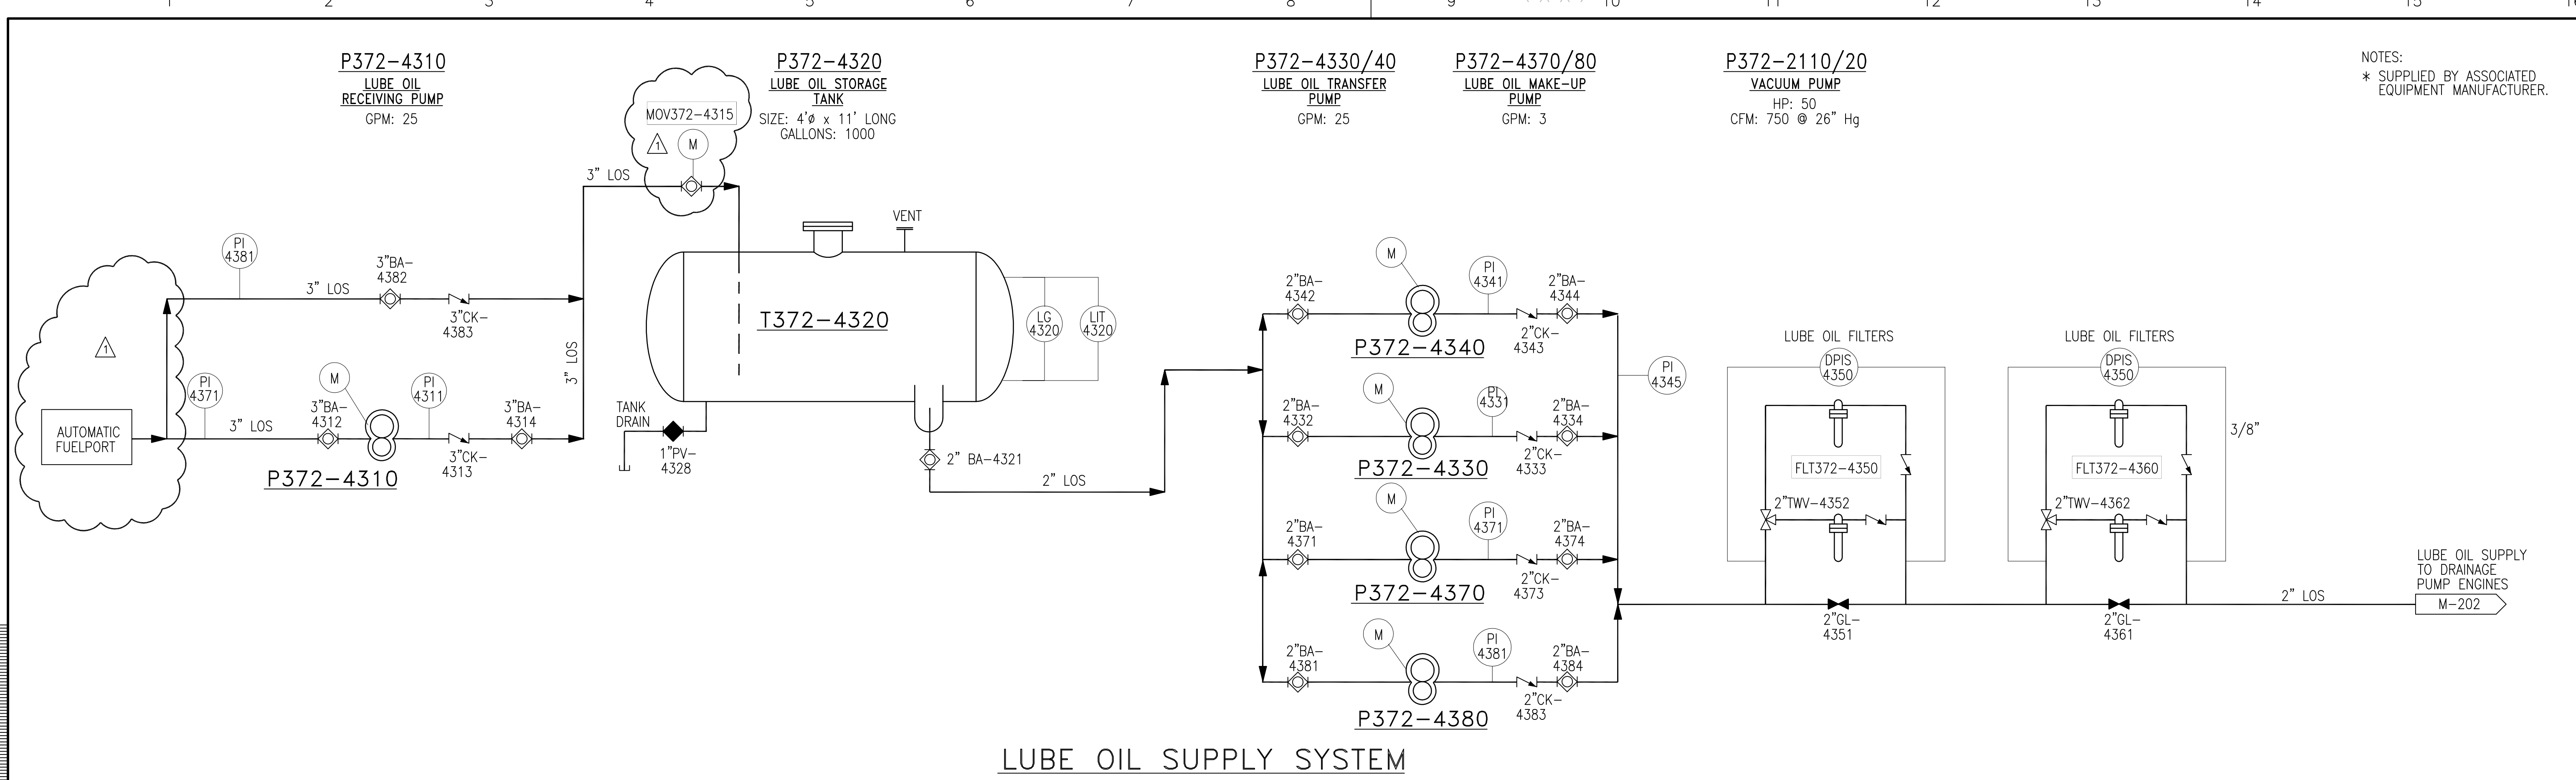 1 2 3 4 5 6 7 8 9 10 11 12 13 14 15 16
P372-4310
LUBE OIL
RECEIVING PUMP
GPM: 25
MOV372-4315
1
M
P372-4320
LUBE OIL STORAGE
TANK
SIZE: 4'ø x 11' LONG
GALLONS: 1000
P372-4330/40
LUBE OIL TRANSFER
PUMP
GPM: 25
P372-4370/80
LUBE OIL MAKE-UP
PUMP
GPM: 3
P372-2110/20
VACUUM PUMP
HP: 50
CFM: 750 @ 26" Hg
NOTES:
* SUPPLIED BY ASSOCIATED
EQUIPMENT MANUFACTURER.
3" LOS
VENT
PI
4381
3"BA-
4382
3" LOS
3"CK-
4383
1
AUTOMATIC
FUELPORT
PI
4371
3" LOS
M
3"BA-
4312
P372-4310
PI
4311
3"CK-
4313
3"BA-
4314
3" LOS
T372-4320
LG
4320
LIT
4320
TANK
DRAIN
1"PV-
4328
2" BA-4321
2" LOS
2"BA-
4342
M
PI
4341
2"BA-
4344
2"CK-
4343
P372-4340
2"BA-
4332
M
PI
4331
2"BA-
4334
2"CK-
4333
P372-4330
PI
4345
2"BA-
4371
M
PI
4371
2"BA-
4374
2"CK-
4373
P372-4370
2"BA-
4381
M
PI
4381
2"BA-
4384
2"CK-
4383
P372-4380
LUBE OIL FILTERS
DPIS
4350
FLT372-4350
2"TWV-4352
2"GL-
4351
LUBE OIL FILTERS
DPIS
4350
3/8"
FLT372-4360
2"TWV-4362
2"GL-
4361
2" LOS
LUBE OIL SUPPLY
TO DRAINAGE
PUMP ENGINES
M-202
LUBE OIL SUPPLY SYSTEM